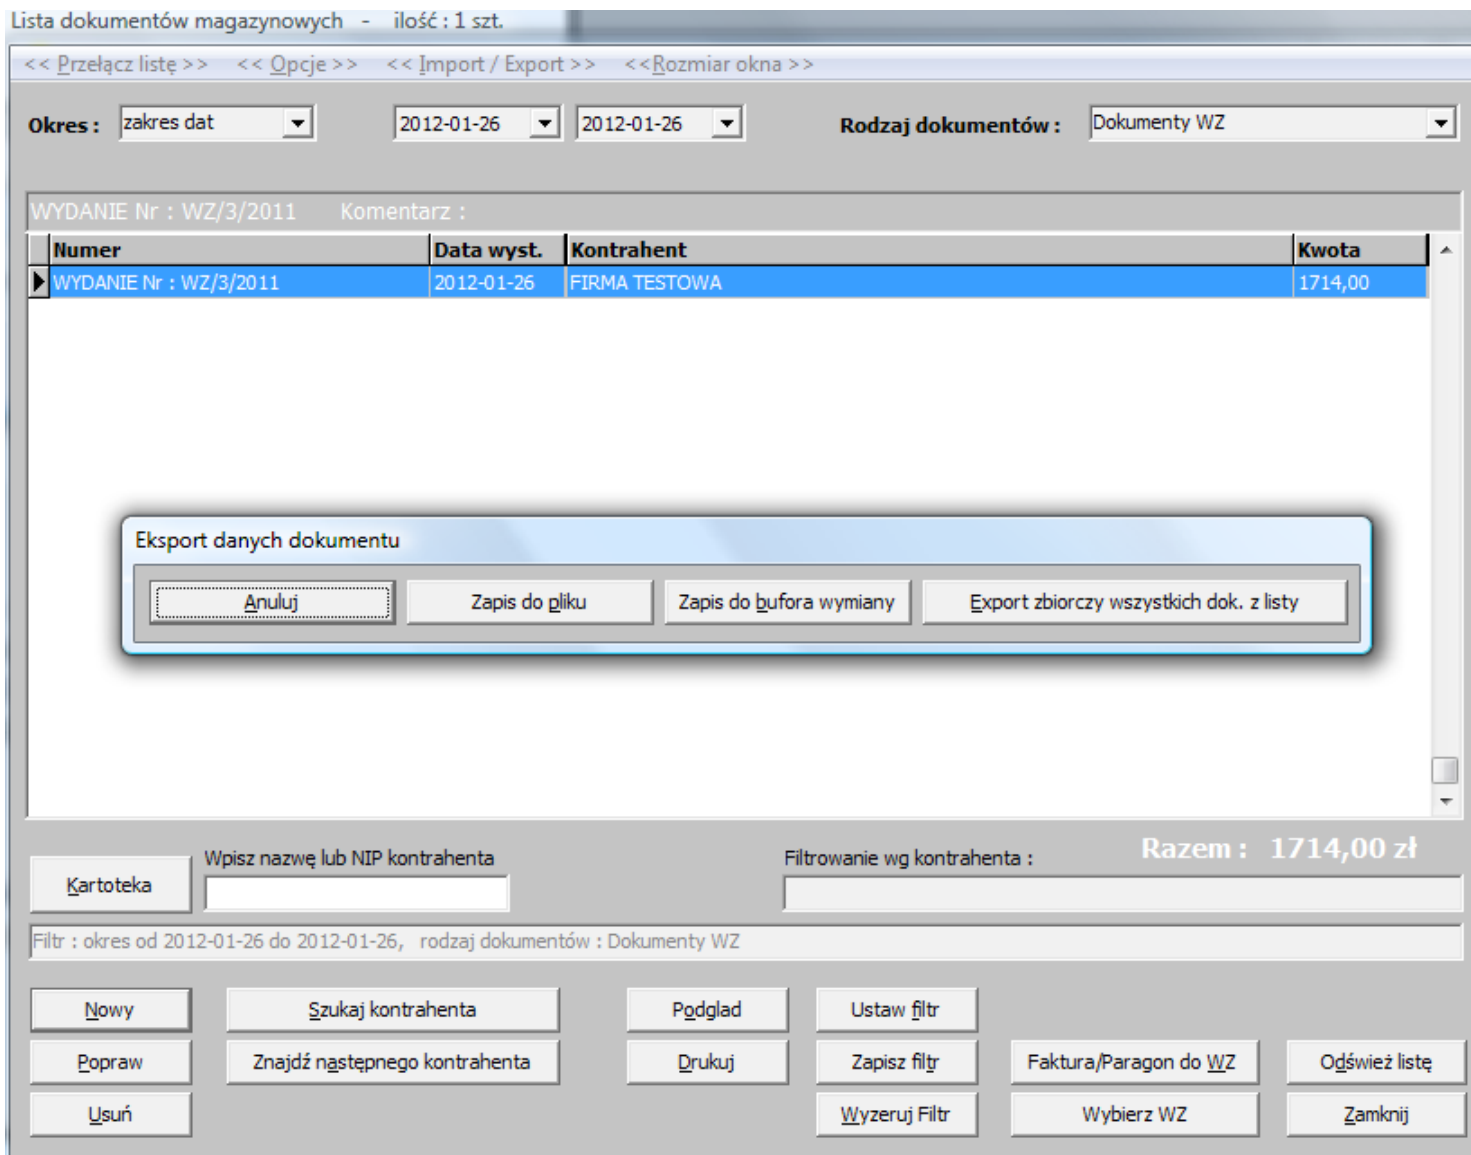 Lista dokumentów magazynowych - ilość : 1 szt.
<< Przełącz listę >> << Opcje >> << Import / Export >> <<Rozmiar okna >>
Okres : zakres dat 2012-01-26 2012-01-26 Rodzaj dokumentów : Dokumenty WZ
WYDANIE Nr : WZ/3/2011 Komentarz :
Numer Data wyst. Kontrahent Kwota
WYDANIE Nr : WZ/3/2011 2012-01-26 FIRMA TESTOWA 1714,00
Eksport danych dokumentu
Anuluj Zapis do pliku Zapis do bufora wymiany Export zbiorczy wszystkich dok. z listy
Razem : 1714,00 zł
Kartoteka Wpisz nazwę lub NIP kontrahenta Filtrowanie wg kontrahenta :
Filtr : okres od 2012-01-26 do 2012-01-26, rodzaj dokumentów : Dokumenty WZ
Nowy Szukaj kontrahenta Podglad Ustaw filtr
Popraw Znajdź następnego kontrahenta Drukuj Zapisz filtr Faktura/Paragon do WZ Odśwież listę
Usuń Wyzeruj Filtr Wybierz WZ Zamknij